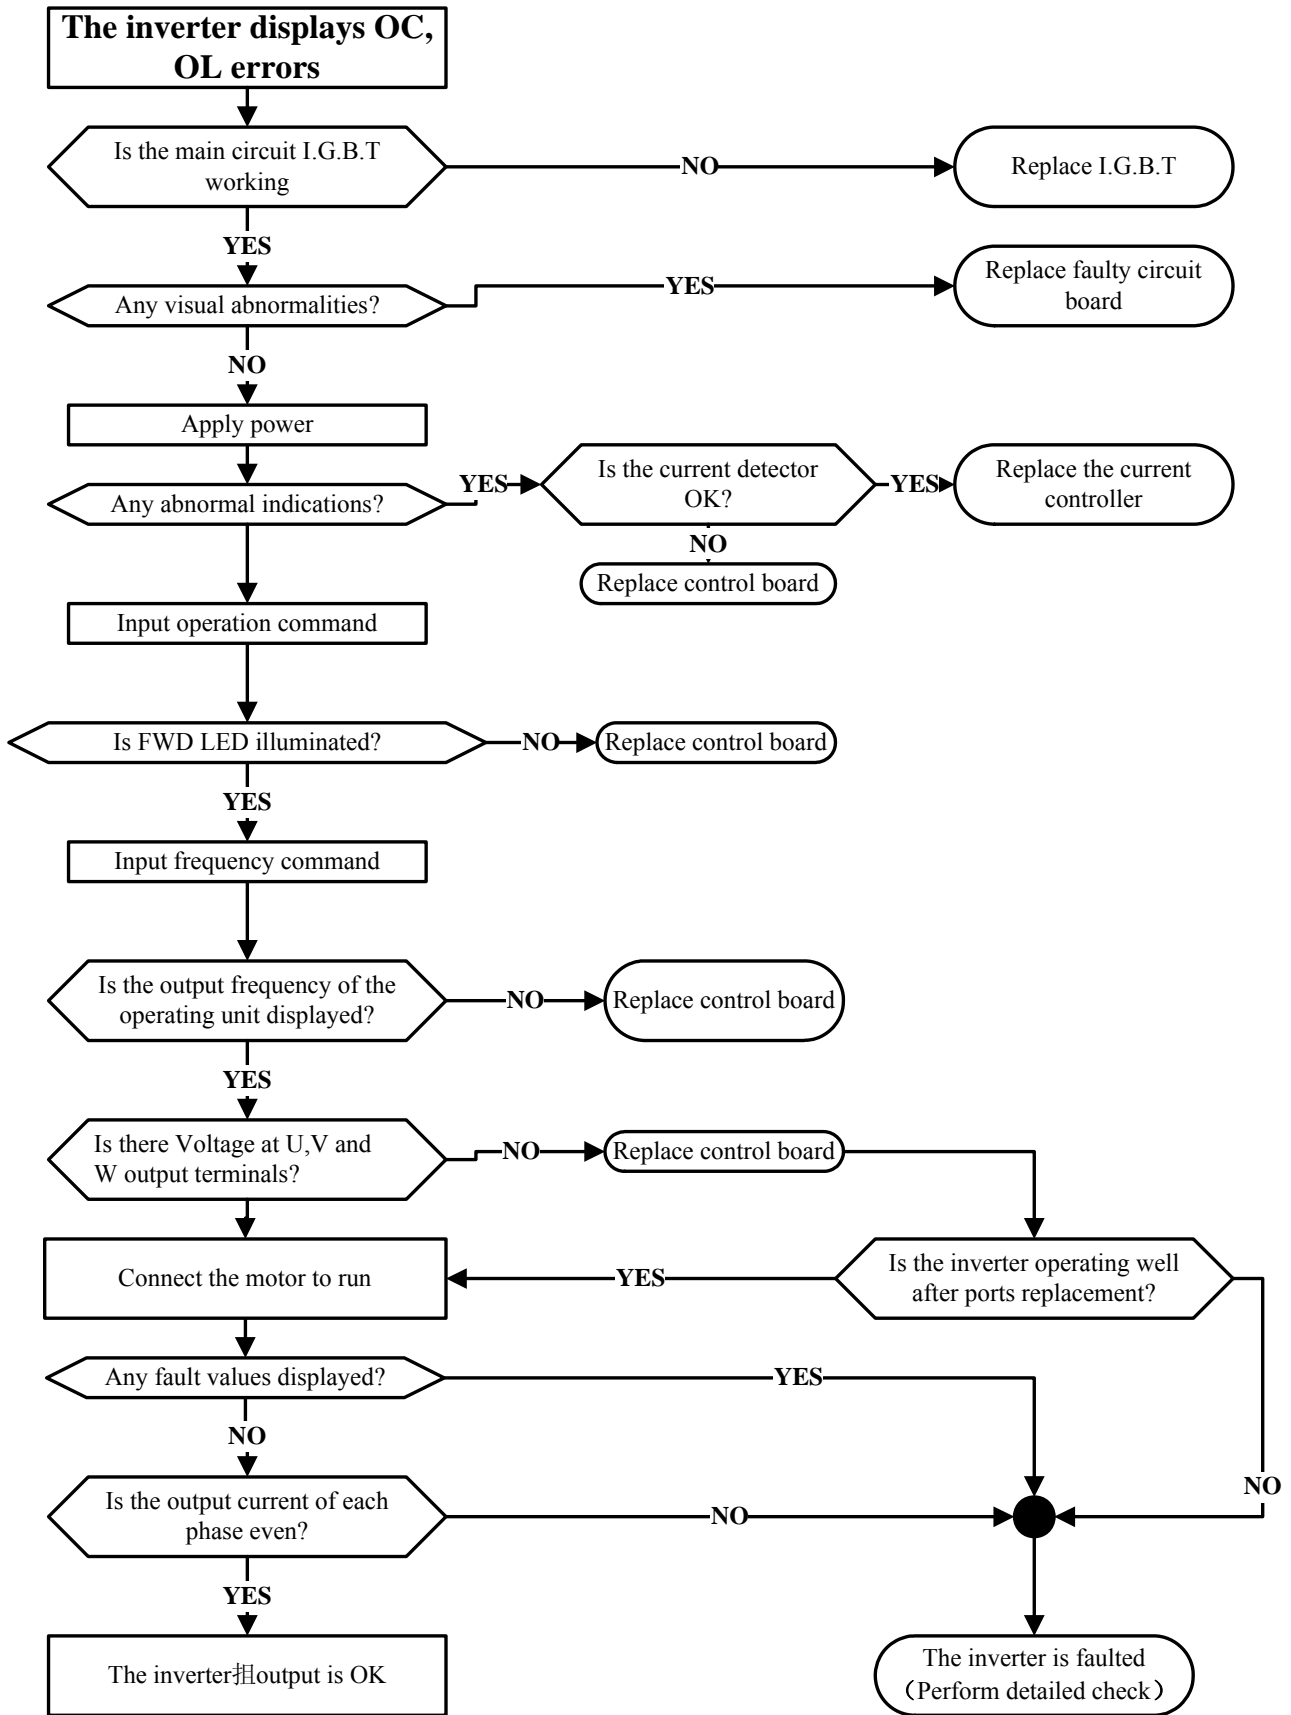 The inverter displays OC,
OL errors
Is the main circuit I.G.B.T
working
NO
Replace I.G.B.T
YES
Any visual abnormalities?
YES
Replace faulty circuit
board
NO
Apply power
Any abnormal indications?
YES
Is the current detector
OK?
YES
Replace the current
controller
NO
Replace control board
Input operation command
Is FWD LED illuminated?
NO
Replace control board
YES
Input frequency command
Is the output frequency of the
operating unit displayed?
NO
Replace control board
YES
Is there Voltage at U,V and
W output terminals?
NO
Replace control board
Connect the motor to run
YES
Is the inverter operating well
after ports replacement?
Any fault values displayed?
YES
NO
NO
Is the output current of each
phase even?
NO
YES
The inverter抯output is OK
The inverter is faulted
（Perform detailed check）